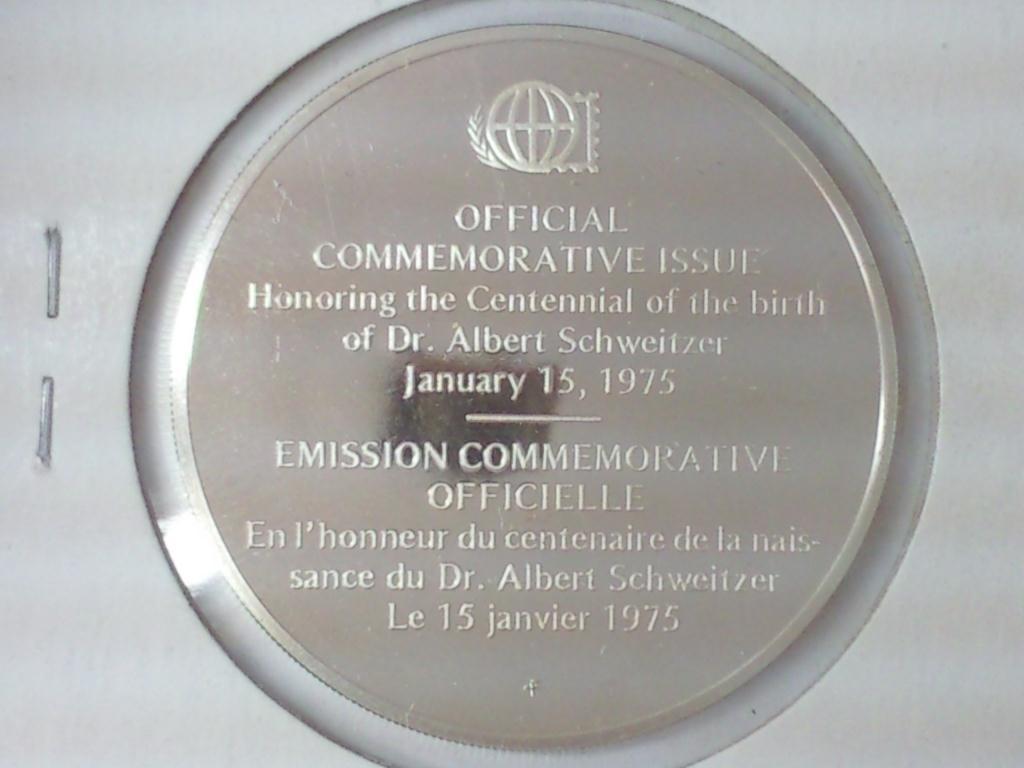 OFFICIAL
COMMEMORATIVE ISSUE
Honoring the Centennial of the birth
of Dr. Albert Schweitzer
January 15, 1975
EMISSION COMMEMORATIVE
OFFICIELLE
En l'honneur du centenaire de la nais-
sance du Dr. Albert Schweitzer
Le 15 janvier 1975